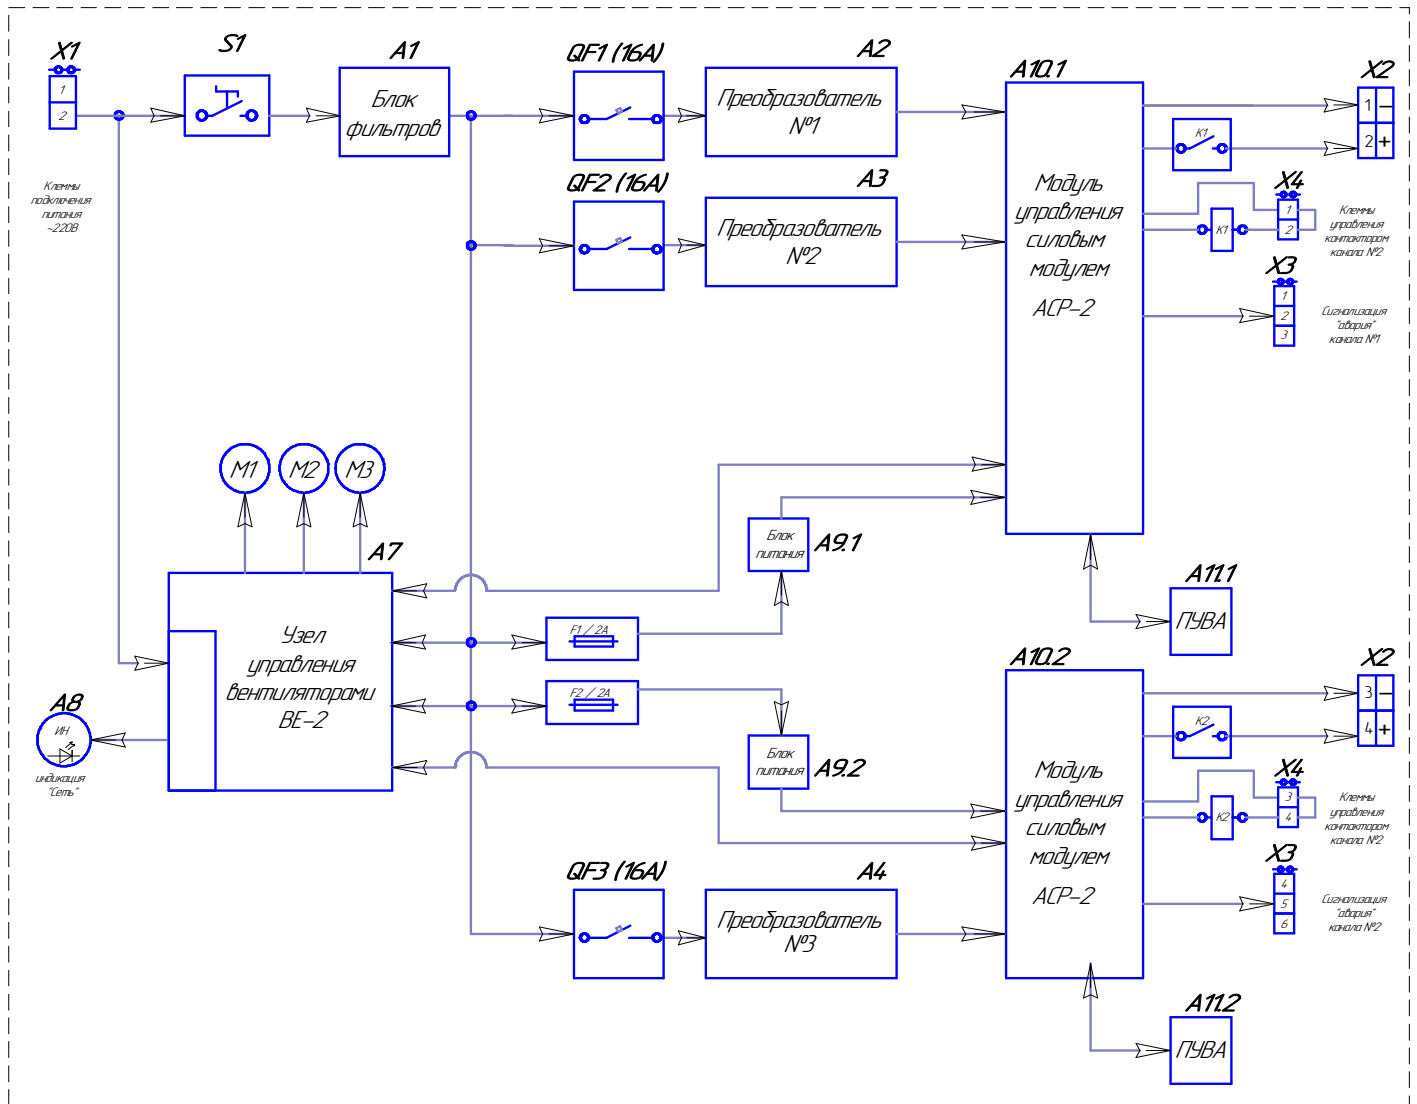 X1
1
2
Клеммы
подключения
питания
~220В
S1
A1
Блок
фильтров
QF1 (16А)
A2
Преобразователь
№1
QF2 (16А)
A3
Преобразователь
№2
A10.1
Модуль
управления
силовым
модулем
АСР-2
X2
1 –
2 +
K1
X4
1
2
K1
Клеммы
управления
контактором
канала №2
X3
1
2
3
Сигнализация
"авария"
канала №1
M1 M2 M3
A7
Узел
управления
вентиляторами
ВЕ-2
A8
ИН
индикация
"Сеть"
Блок
питания
A9.1
F1 / 2А
F2 / 2А
Блок
питания
A9.2
A11.1
ПУВА
A10.2
Модуль
управления
силовым
модулем
АСР-2
X2
3 –
4 +
K2
X4
3
4
K2
Клеммы
управления
контактором
канала №2
X3
4
5
6
Сигнализация
"авария"
канала №2
QF3 (16А)
A4
Преобразователь
№3
A11.2
ПУВА